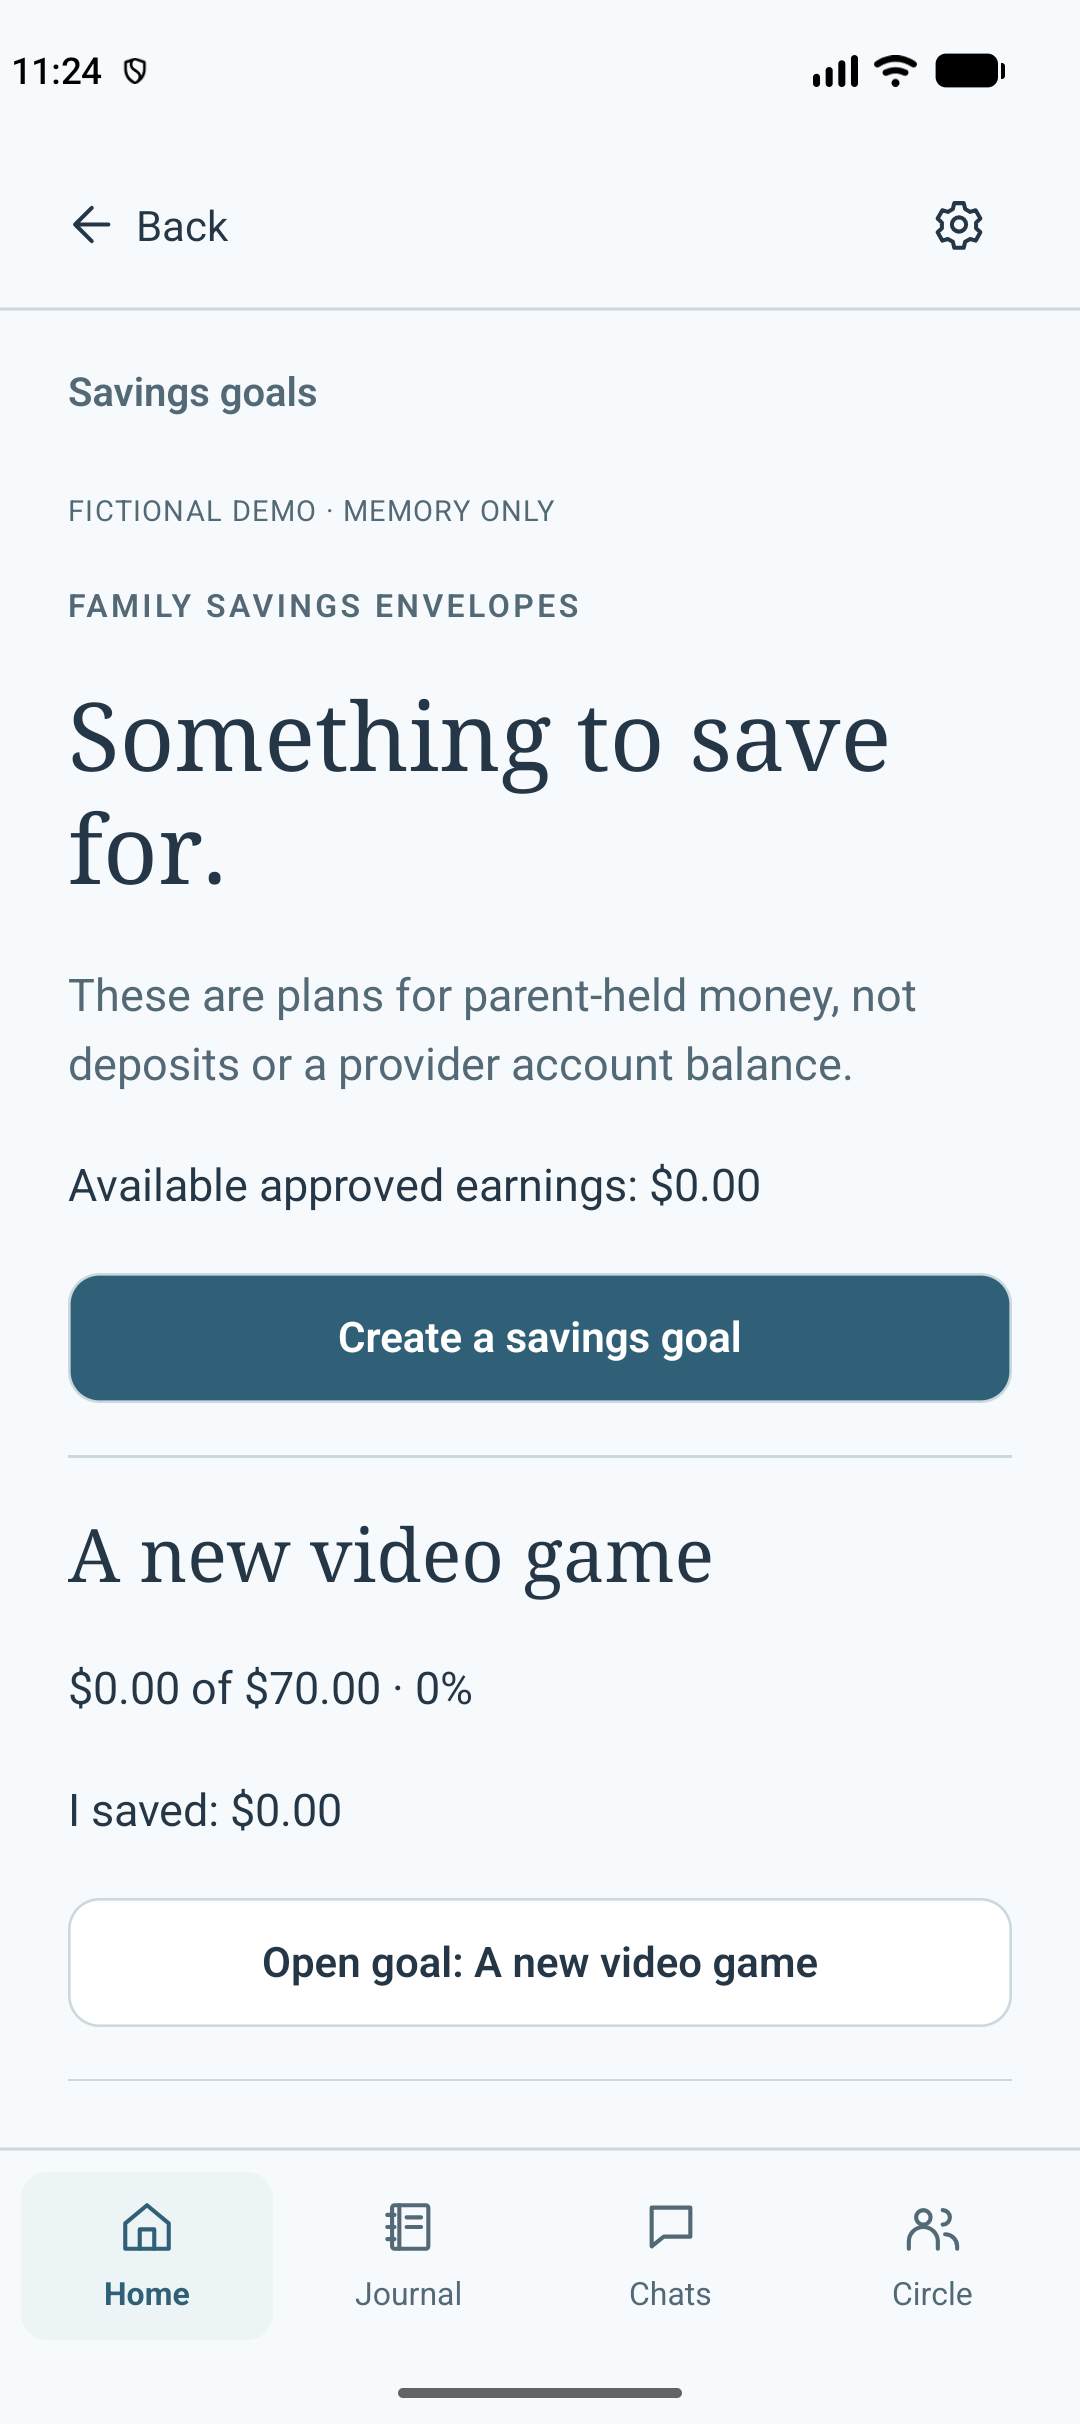 11:24
Back
Savings goals
FICTIONAL DEMO · MEMORY ONLY
FAMILY SAVINGS ENVELOPES
Something to save
for.
These are plans for parent-held money, not
deposits or a provider account balance.
Available approved earnings: $0.00
Create a savings goal
A new video game
$0.00 of $70.00 · 0%
I saved: $0.00
Open goal: A new video game
Home
Journal
Chats
Circle